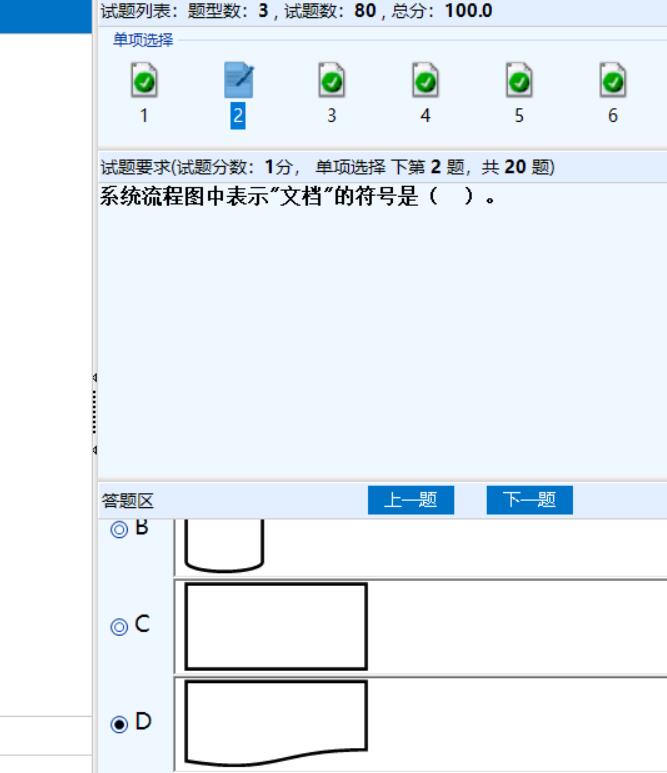 试题列表：题型数：3 , 试题数：80 , 总分：100.0
单项选择
1 2 3 4 5 6
试题要求(试题分数：1分， 单项选择 下第 2 题，共 20 题)
系统流程图中表示"文档"的符号是（ ）。
答题区 上一题 下一题
B
C
D